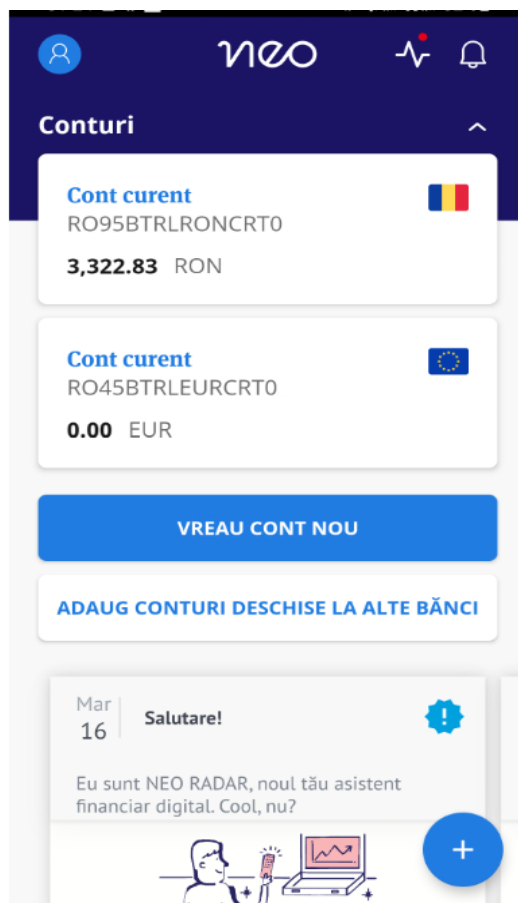 neo
Conturi
Cont curent
RO95BTRLRONCRT0
3,322.83 RON
Cont curent
RO45BTRLEURCRT0
0.00 EUR
VREAU CONT NOU
ADAUG CONTURI DESCHISE LA ALTE BĂNCI
Mar
16
Salutare!
Eu sunt NEO RADAR, noul tău asistent
financiar digital. Cool, nu?